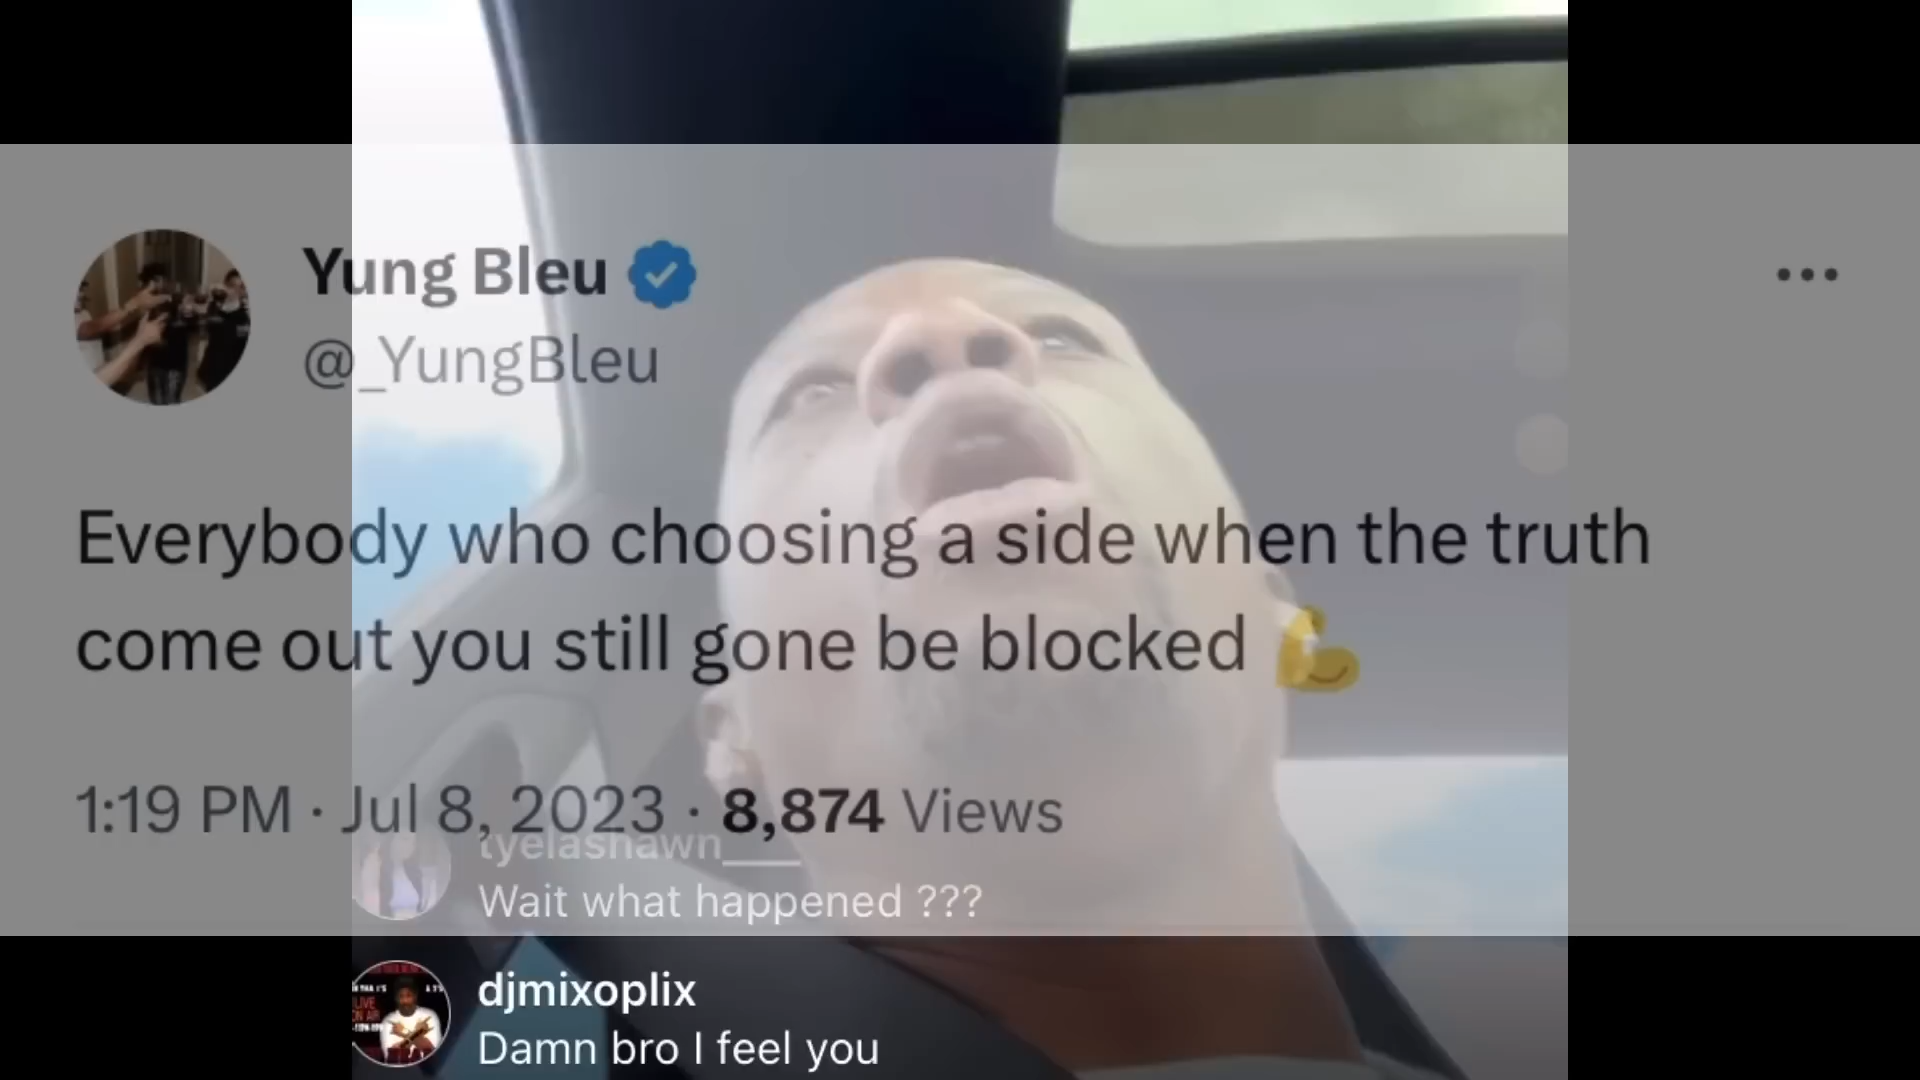 Yung Bleu
@_YungBleu
Everybody who choosing a side when the truth
come out you still gone be blocked
1:19 PM · Jul 8, 2023 · 8,874 Views
tyelashawn____
Wait what happened ???
djmixoplix
Damn bro I feel you